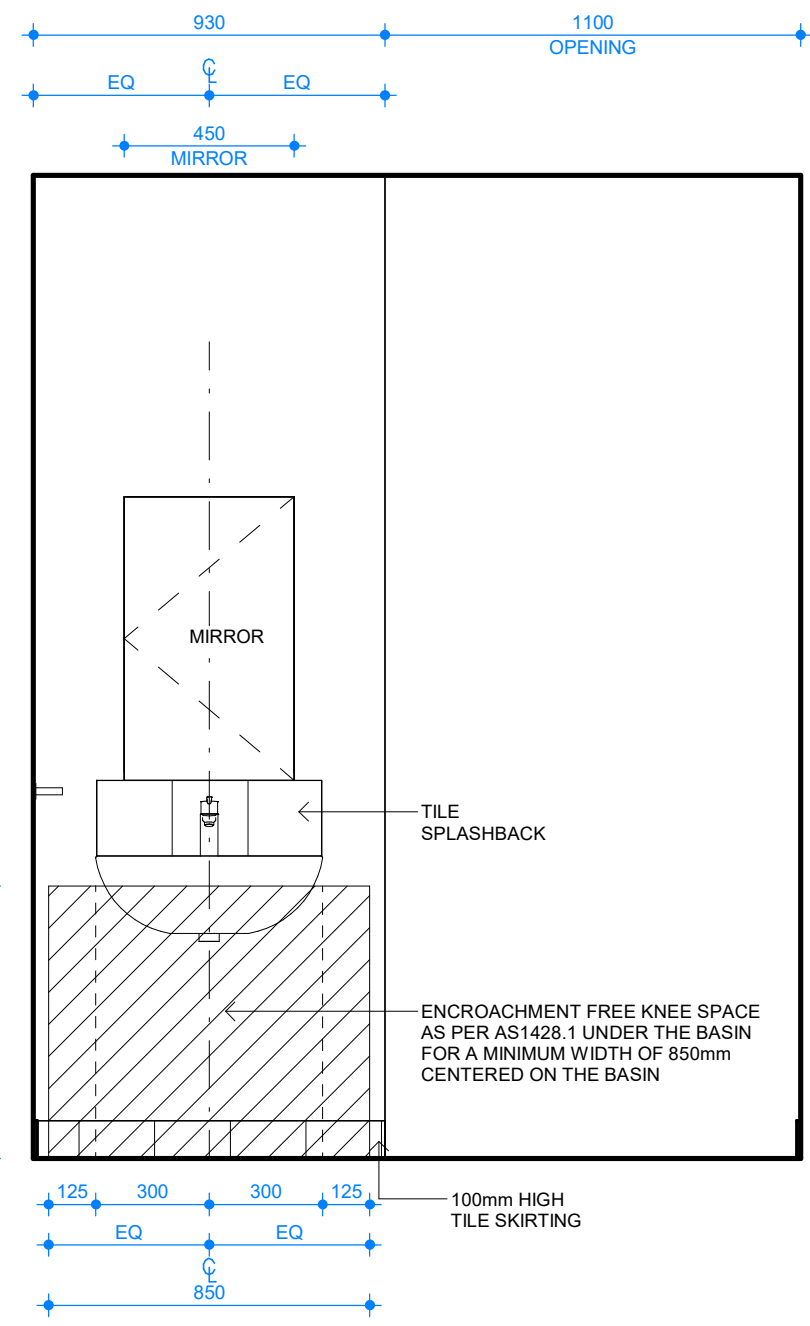 930
1100
OPENING
℄
EQ
EQ
450
MIRROR
MIRROR
TILE
SPLASHBACK
ENCROACHMENT FREE KNEE SPACE
AS PER AS1428.1 UNDER THE BASIN
FOR A MINIMUM WIDTH OF 850mm
CENTERED ON THE BASIN
125
300
300
125
100mm HIGH
TILE SKIRTING
EQ
EQ
℄
850